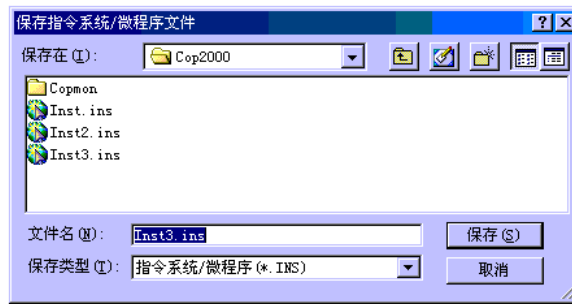 保存指令系统/微程序文件
保存在(I): Cop2000
Copmon
Inst.ins
Inst2.ins
Inst3.ins
文件名(N): Inst3.ins 保存(S)
保存类型(T): 指令系统/微程序(*.INS) 取消